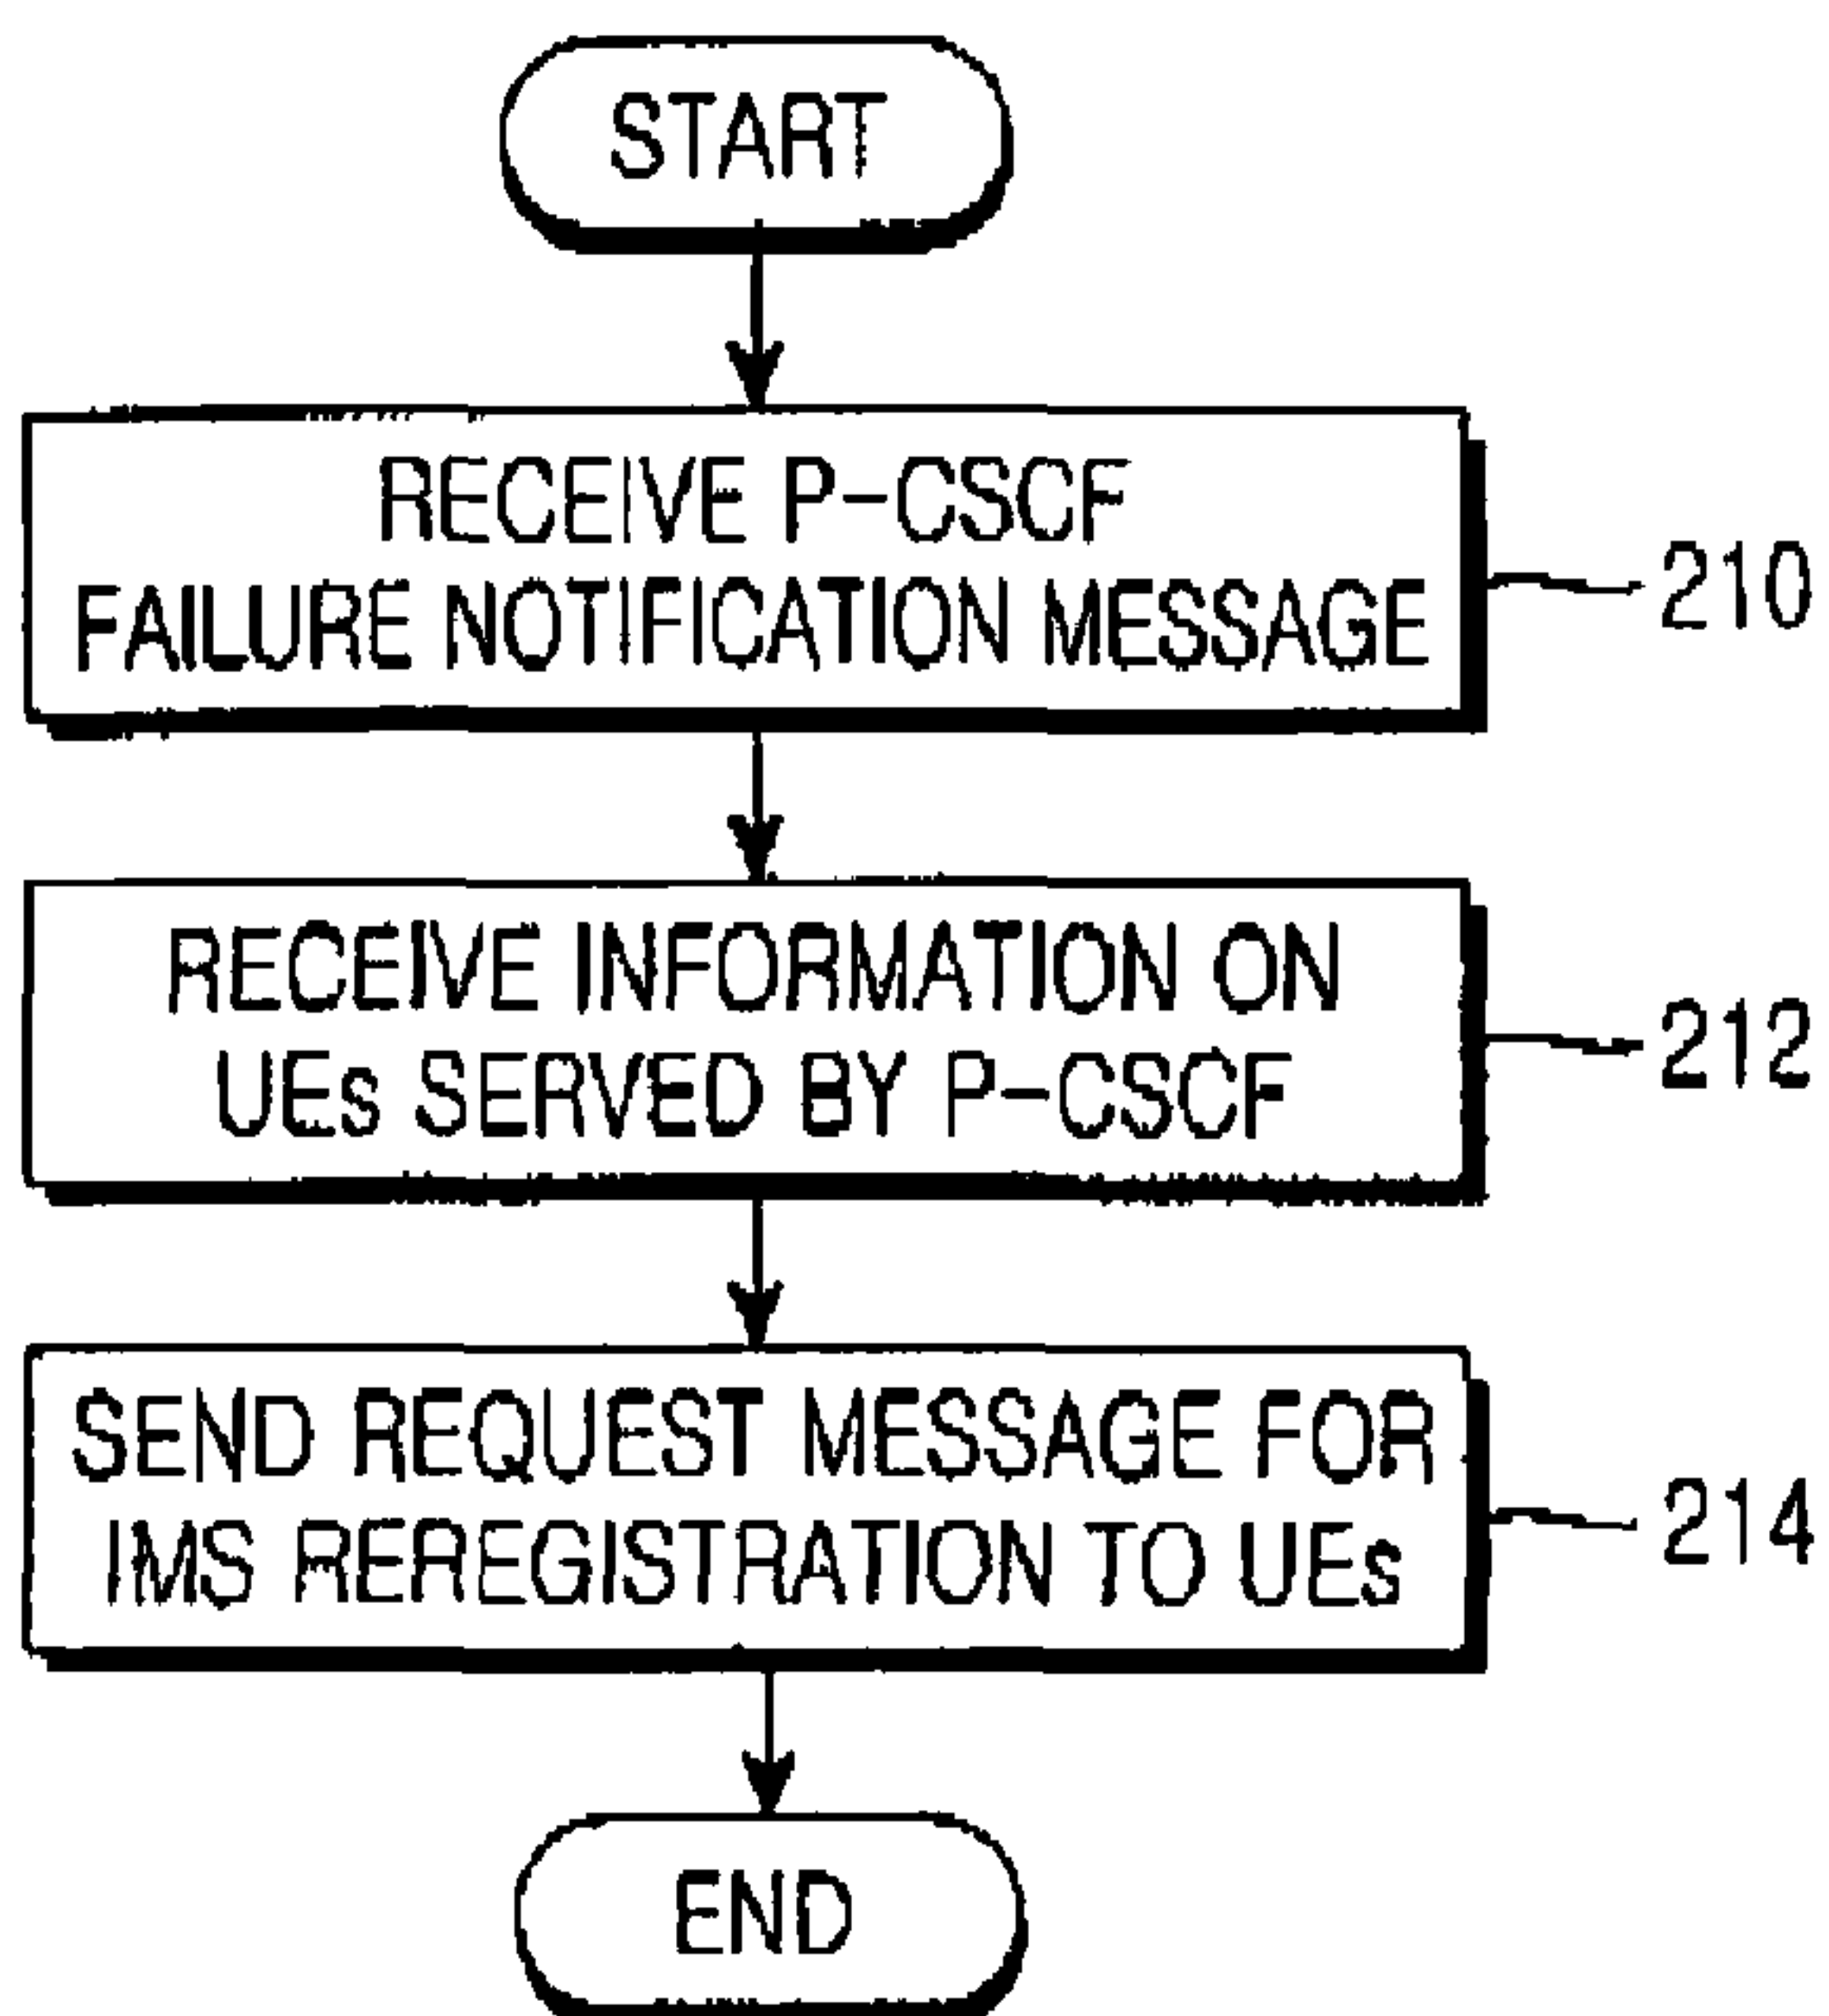 START
RECEIVE P-CSCF
FAILURE NOTIFICATION MESSAGE
210
RECEIVE INFORMATION ON
UEs SERVED BY P-CSCF
212
SEND REQUEST MESSAGE FOR
IMS REREGISTRATION TO UEs
214
END